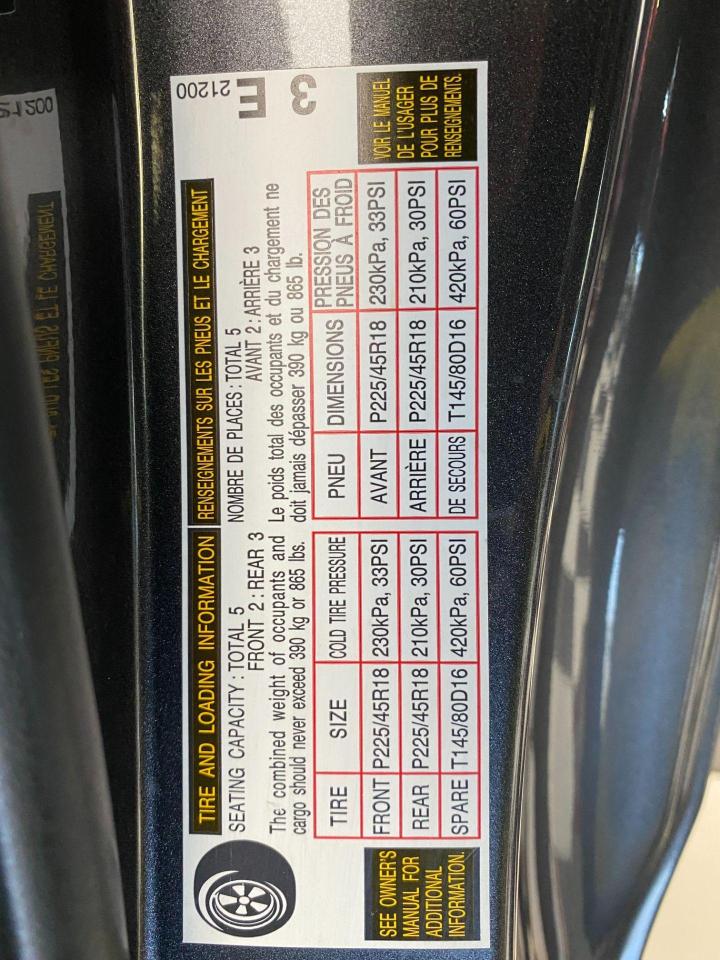 TIRE AND LOADING INFORMATION
SEATING CAPACITY : TOTAL 5
FRONT 2 : REAR 3
The combined weight of occupants and
cargo should never exceed 390 kg or 865 lbs.
TIRE SIZE COLD TIRE PRESSURE
FRONT P225/45R18 230kPa, 33PSI
REAR P225/45R18 210kPa, 30PSI
SPARE T145/80D16 420kPa, 60PSI
SEE OWNER'S
MANUAL FOR
ADDITIONAL
INFORMATION.
RENSEIGNEMENTS SUR LES PNEUS ET LE CHARGEMENT
NOMBRE DE PLACES : TOTAL 5
AVANT 2 : ARRIÈRE 3
Le poids total des occupants et du chargement ne
doit jamais dépasser 390 kg ou 865 lb.
PNEU DIMENSIONS PRESSION DES
PNEUS À FROID
AVANT P225/45R18 230kPa, 33PSI
ARRIÈRE P225/45R18 210kPa, 30PSI
DE SECOURS T145/80D16 420kPa, 60PSI
VOIR LE MANUEL
DE L'USAGER
POUR PLUS DE
RENSEIGNEMENTS.
21200
E
3